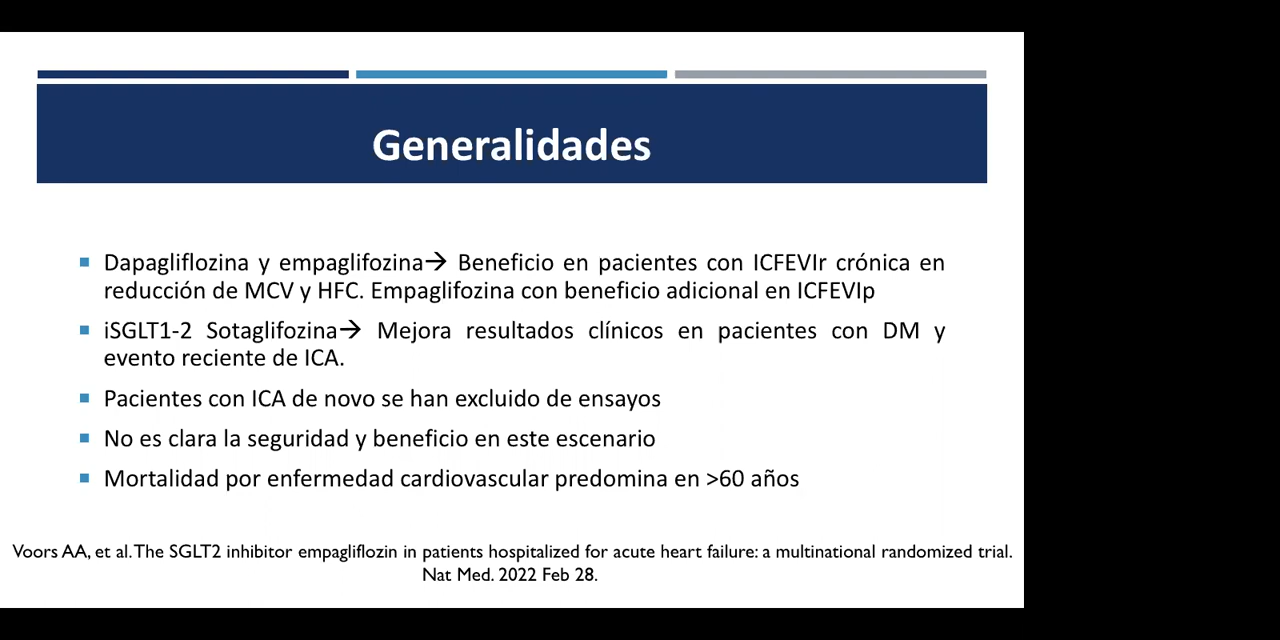 Generalidades
Dapagliflozina y empaglifozina→ Beneficio en pacientes con ICFEVIr crónica en
reducción de MCV y HFC. Empaglifozina con beneficio adicional en ICFEVIp
iSGLT1-2 Sotaglifozina→ Mejora resultados clínicos en pacientes con DM y
evento reciente de ICA.
Pacientes con ICA de novo se han excluido de ensayos
No es clara la seguridad y beneficio en este escenario
Mortalidad por enfermedad cardiovascular predomina en >60 años
Voors AA, et al. The SGLT2 inhibitor empagliflozin in patients hospitalized for acute heart failure: a multinational randomized trial.
Nat Med. 2022 Feb 28.